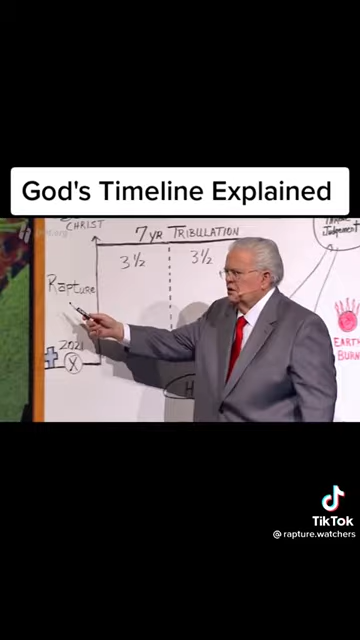 God's Timeline Explained
CHRIST
7 YR TRIBULATION
3½
3½
Judgement
Rapture
2021
X
H
EARTH
BURN
TikTok
@ rapture.watchers